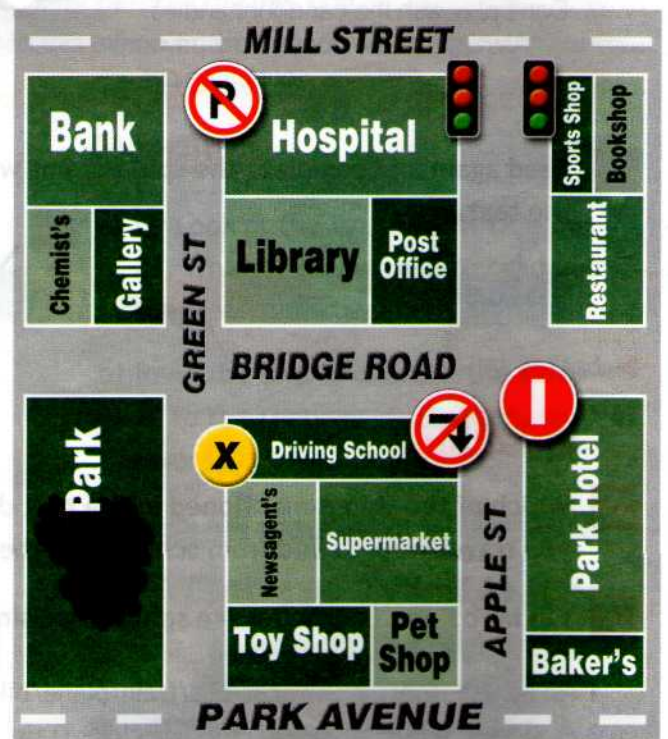 MILL STREET
P
Bank
Hospital
Sports Shop
Bookshop
Chemist's
Gallery
GREEN ST
Library
Post
Office
Restaurant
BRIDGE ROAD
Park
X
Driving School
Newsagent's
Supermarket
APPLE ST
Park Hotel
Toy Shop
Pet
Shop
Baker's
PARK AVENUE